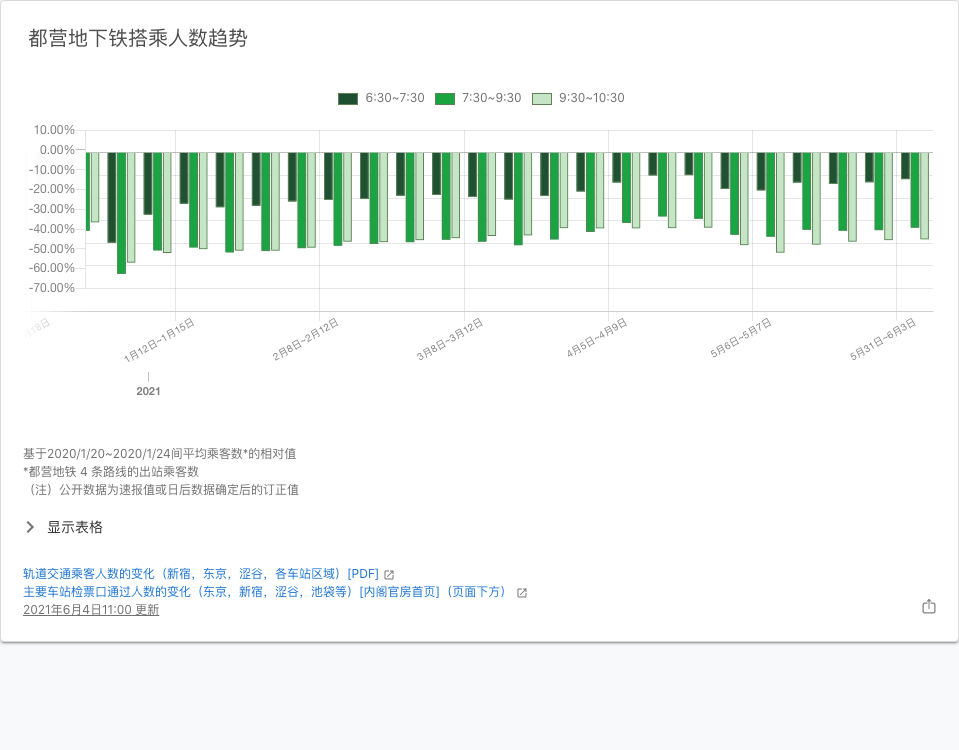 都营地下铁搭乘人数趋势
6:30~7:30 7:30~9:30 9:30~10:30
10.00%
0.00%
-10.00%
-20.00%
-30.00%
-40.00%
-50.00%
-60.00%
-70.00%
1月12日~1月15日 2月8日~2月12日 3月8日~3月12日 4月5日~4月9日 5月6日~5月7日 5月31日~6月3日
2021
基于2020/1/20~2020/1/24间平均乘客数*的相对值
*都营地铁 4 条路线的出站乘客数
（注）公开数据为速报值或日后数据确定后的订正值
显示表格
轨道交通乘客人数的变化（新宿，东京，涩谷，各车站区域）[PDF]
主要车站检票口通过人数的变化（东京，新宿，涩谷，池袋等）[内阁官房首页]（页面下方）
2021年6月4日11:00 更新